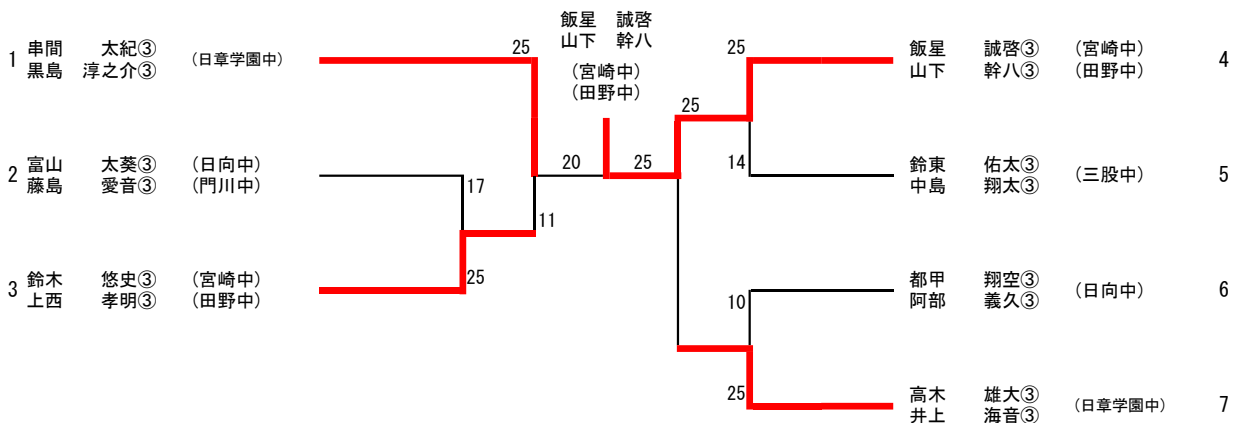 飯星 誠啓
山下 幹八
(宮崎中)
(田野中)
1 串間 太紀③ (日章学園中)
黒島 淳之介③
25
2 富山 太葵③ (日向中)
藤島 愛音③ (門川中)
17
11
3 鈴木 悠史③ (宮崎中)
上西 孝明③ (田野中)
25
20
25
25
25
飯星 誠啓③ (宮崎中) 4
山下 幹八③ (田野中)
14
鈴東 佑太③ (三股中) 5
中島 翔太③
10
都甲 翔空③ (日向中) 6
阿部 義久③
25
高木 雄大③ (日章学園中) 7
井上 海音③